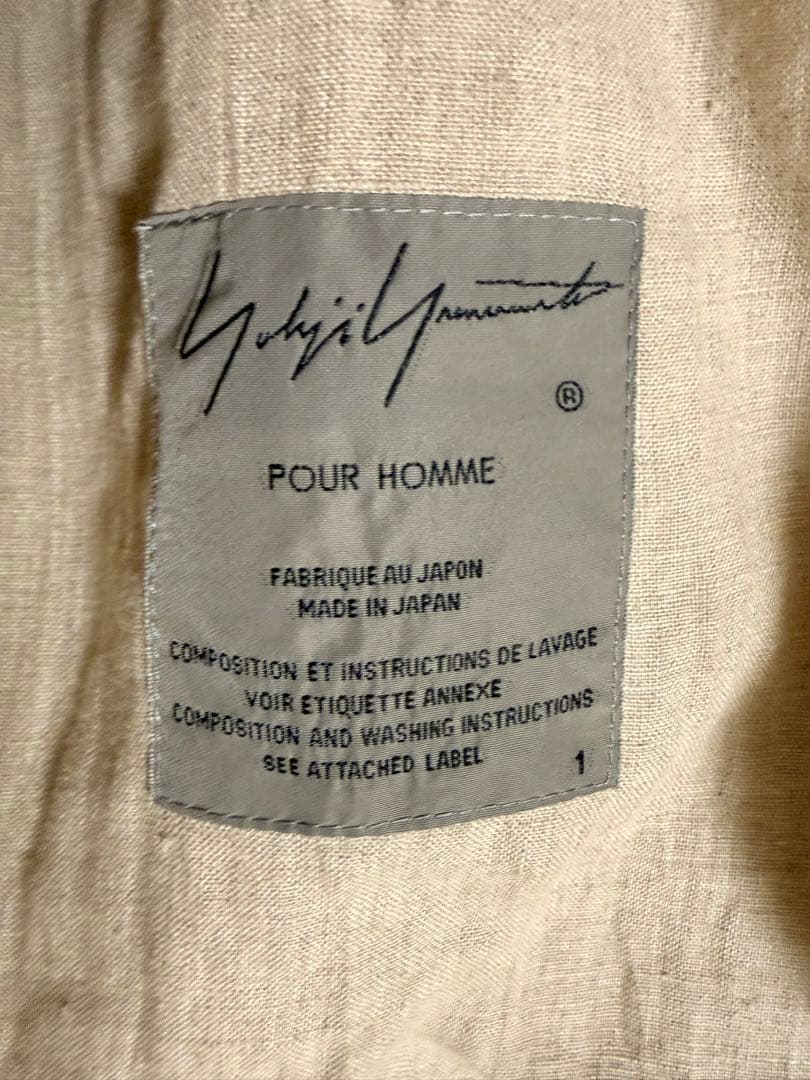 Yohji Yamamoto
®
POUR HOMME
FABRIQUE AU JAPON
MADE IN JAPAN
COMPOSITION ET INSTRUCTIONS DE LAVAGE
VOIR ETIQUETTE ANNEXE
COMPOSITION AND WASHING INSTRUCTIONS
SEE ATTACHED LABEL
1